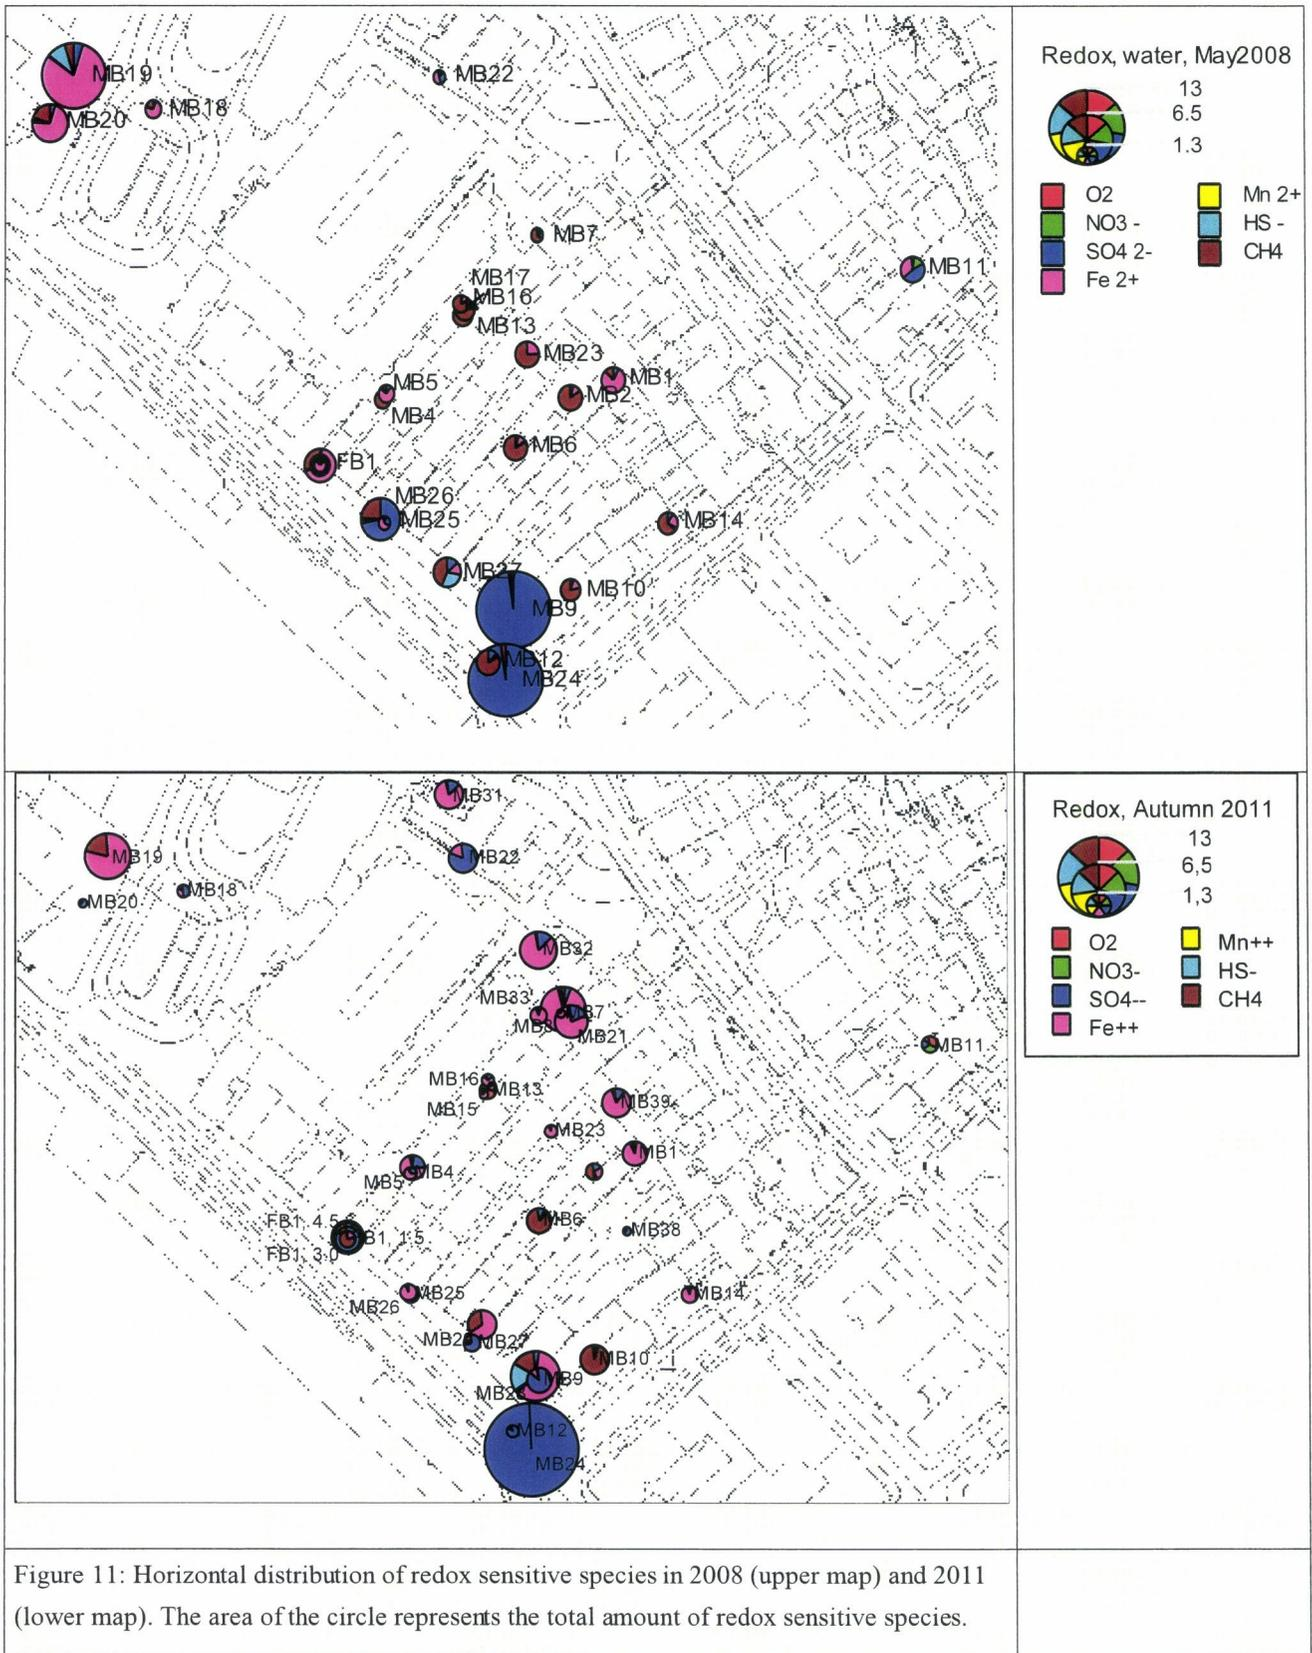 MB19
MB22
MB18
MB20
MB7
MB11
MB17
MB16
MB13
MB23
MB1
MB5
MB2
MB4
MB6
FB1
MB26
MB25
MB14
MB27
MB10
MB9
MB12
MB24
Redox, water, May2008
13
6.5
1.3
O2
Mn 2+
NO3 -
HS -
SO4 2-
CH4
Fe 2+
MB31
MB19
MB22
MB18
MB20
MB32
MB33
MB7
MB21
MB11
MB16
MB13
MB15
MB39
MB23
MB1
MB4
MB5
FB1, 4.5
FB1, 1.5
FB1, 3.0
MB6
MB38
MB25
MB26
MB14
MB27
MB10
MB9
MB12
MB24
Redox, Autumn 2011
13
6,5
1,3
O2
Mn++
NO3-
HS-
SO4--
CH4
Fe++
Figure 11: Horizontal distribution of redox sensitive species in 2008 (upper map) and 2011
(lower map). The area of the circle represents the total amount of redox sensitive species.